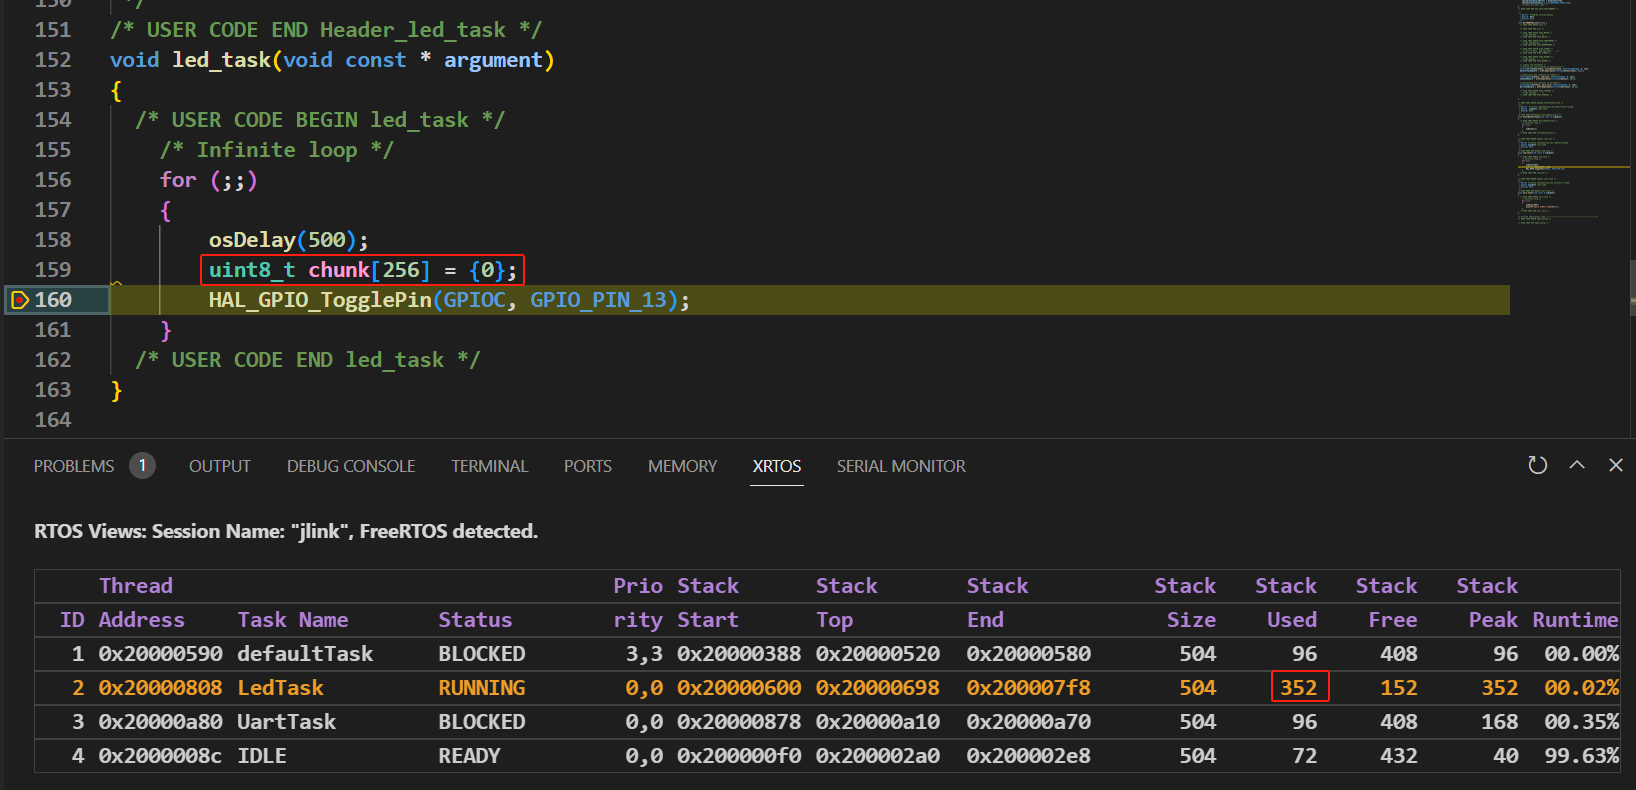 150 */
151 /* USER CODE END Header_led_task */
152 void led_task(void const * argument)
153 {
154 /* USER CODE BEGIN led_task */
155 /* Infinite loop */
156 for (;;)
157 {
158 osDelay(500);
159 uint8_t chunk[256] = {0};
160 HAL_GPIO_TogglePin(GPIOC, GPIO_PIN_13);
161 }
162 /* USER CODE END led_task */
163 }
164
PROBLEMS 1 OUTPUT DEBUG CONSOLE TERMINAL PORTS MEMORY XRTOS SERIAL MONITOR
RTOS Views: Session Name: "jlink", FreeRTOS detected.
Thread Prio Stack Stack Stack Stack Stack Stack Stack
ID Address Task Name Status rity Start Top End Size Used Free Peak Runtime
1 0x20000590 defaultTask BLOCKED 3,3 0x20000388 0x20000520 0x20000580 504 96 408 96 00.00%
2 0x20000808 LedTask RUNNING 0,0 0x20000600 0x20000698 0x200007f8 504 352 152 352 00.02%
3 0x20000a80 UartTask BLOCKED 0,0 0x20000878 0x20000a10 0x20000a70 504 96 408 168 00.35%
4 0x2000008c IDLE READY 0,0 0x200000f0 0x200002a0 0x200002e8 504 72 432 40 99.63%